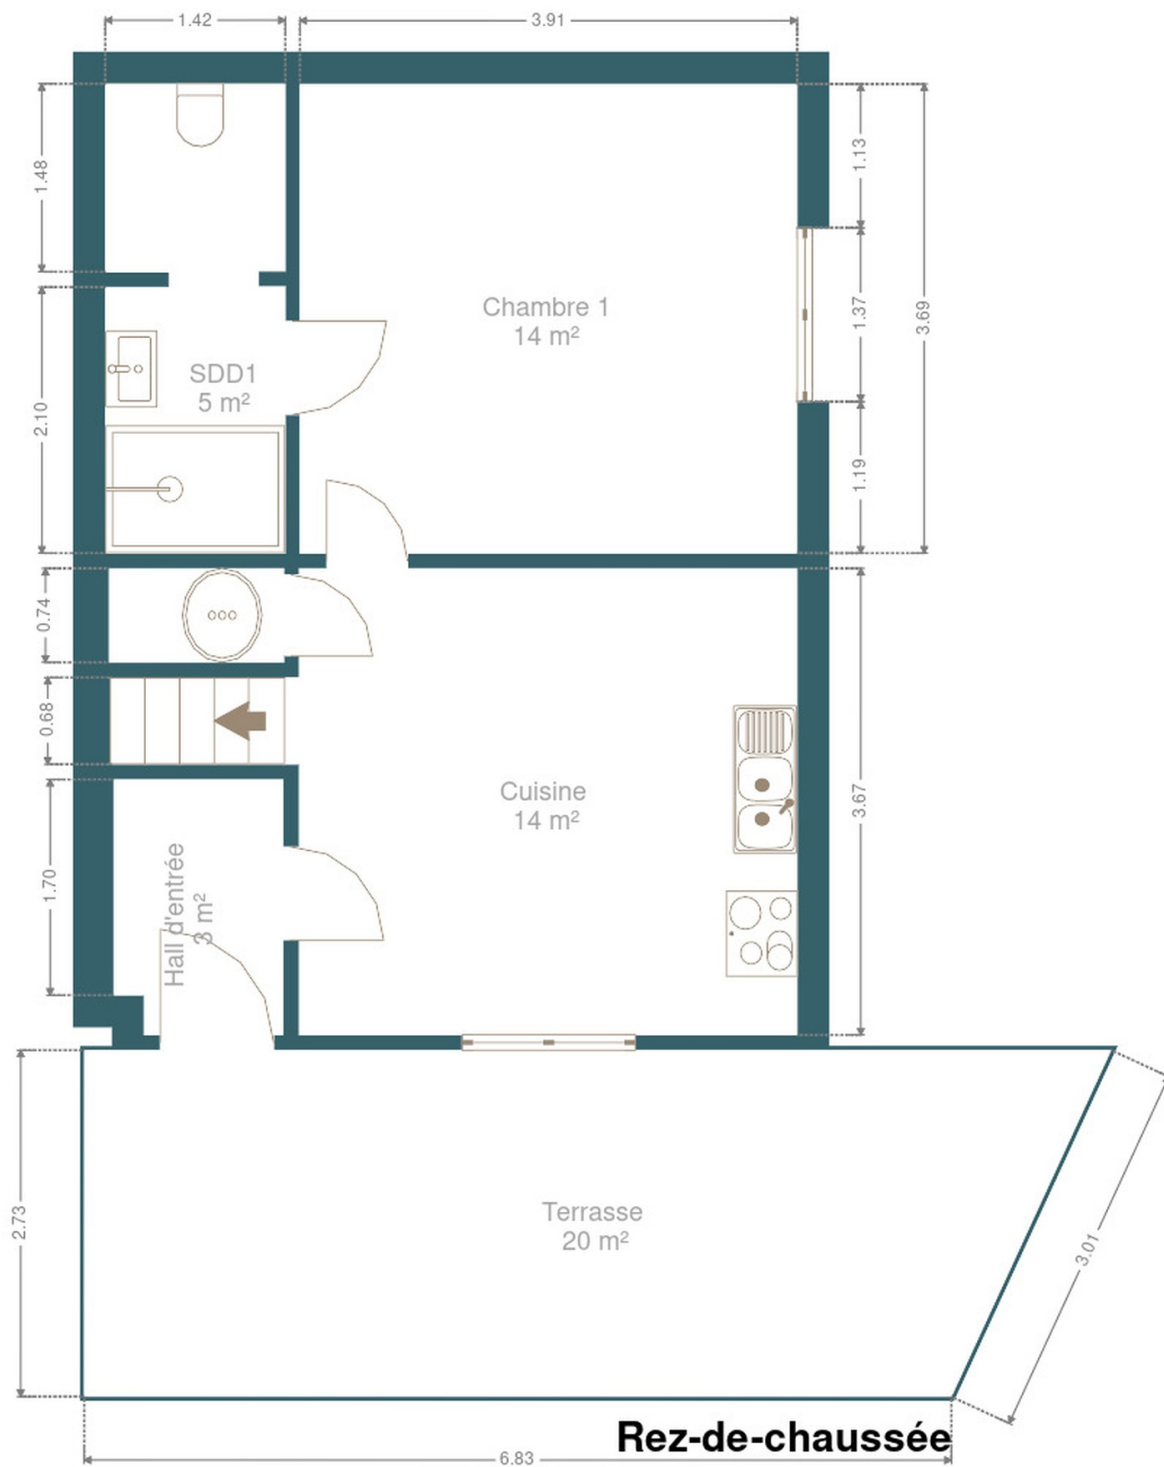 1.42
3.91
1.48
1.13
1.37
3.69
Chambre 1
14 m²
SDD1
5 m²
2.10
1.19
0.74
0.68
Cuisine
14 m²
3.67
1.70
Hall d'entrée
3 m²
2.73
Terrasse
20 m²
3.01
Rez-de-chaussée
6.83